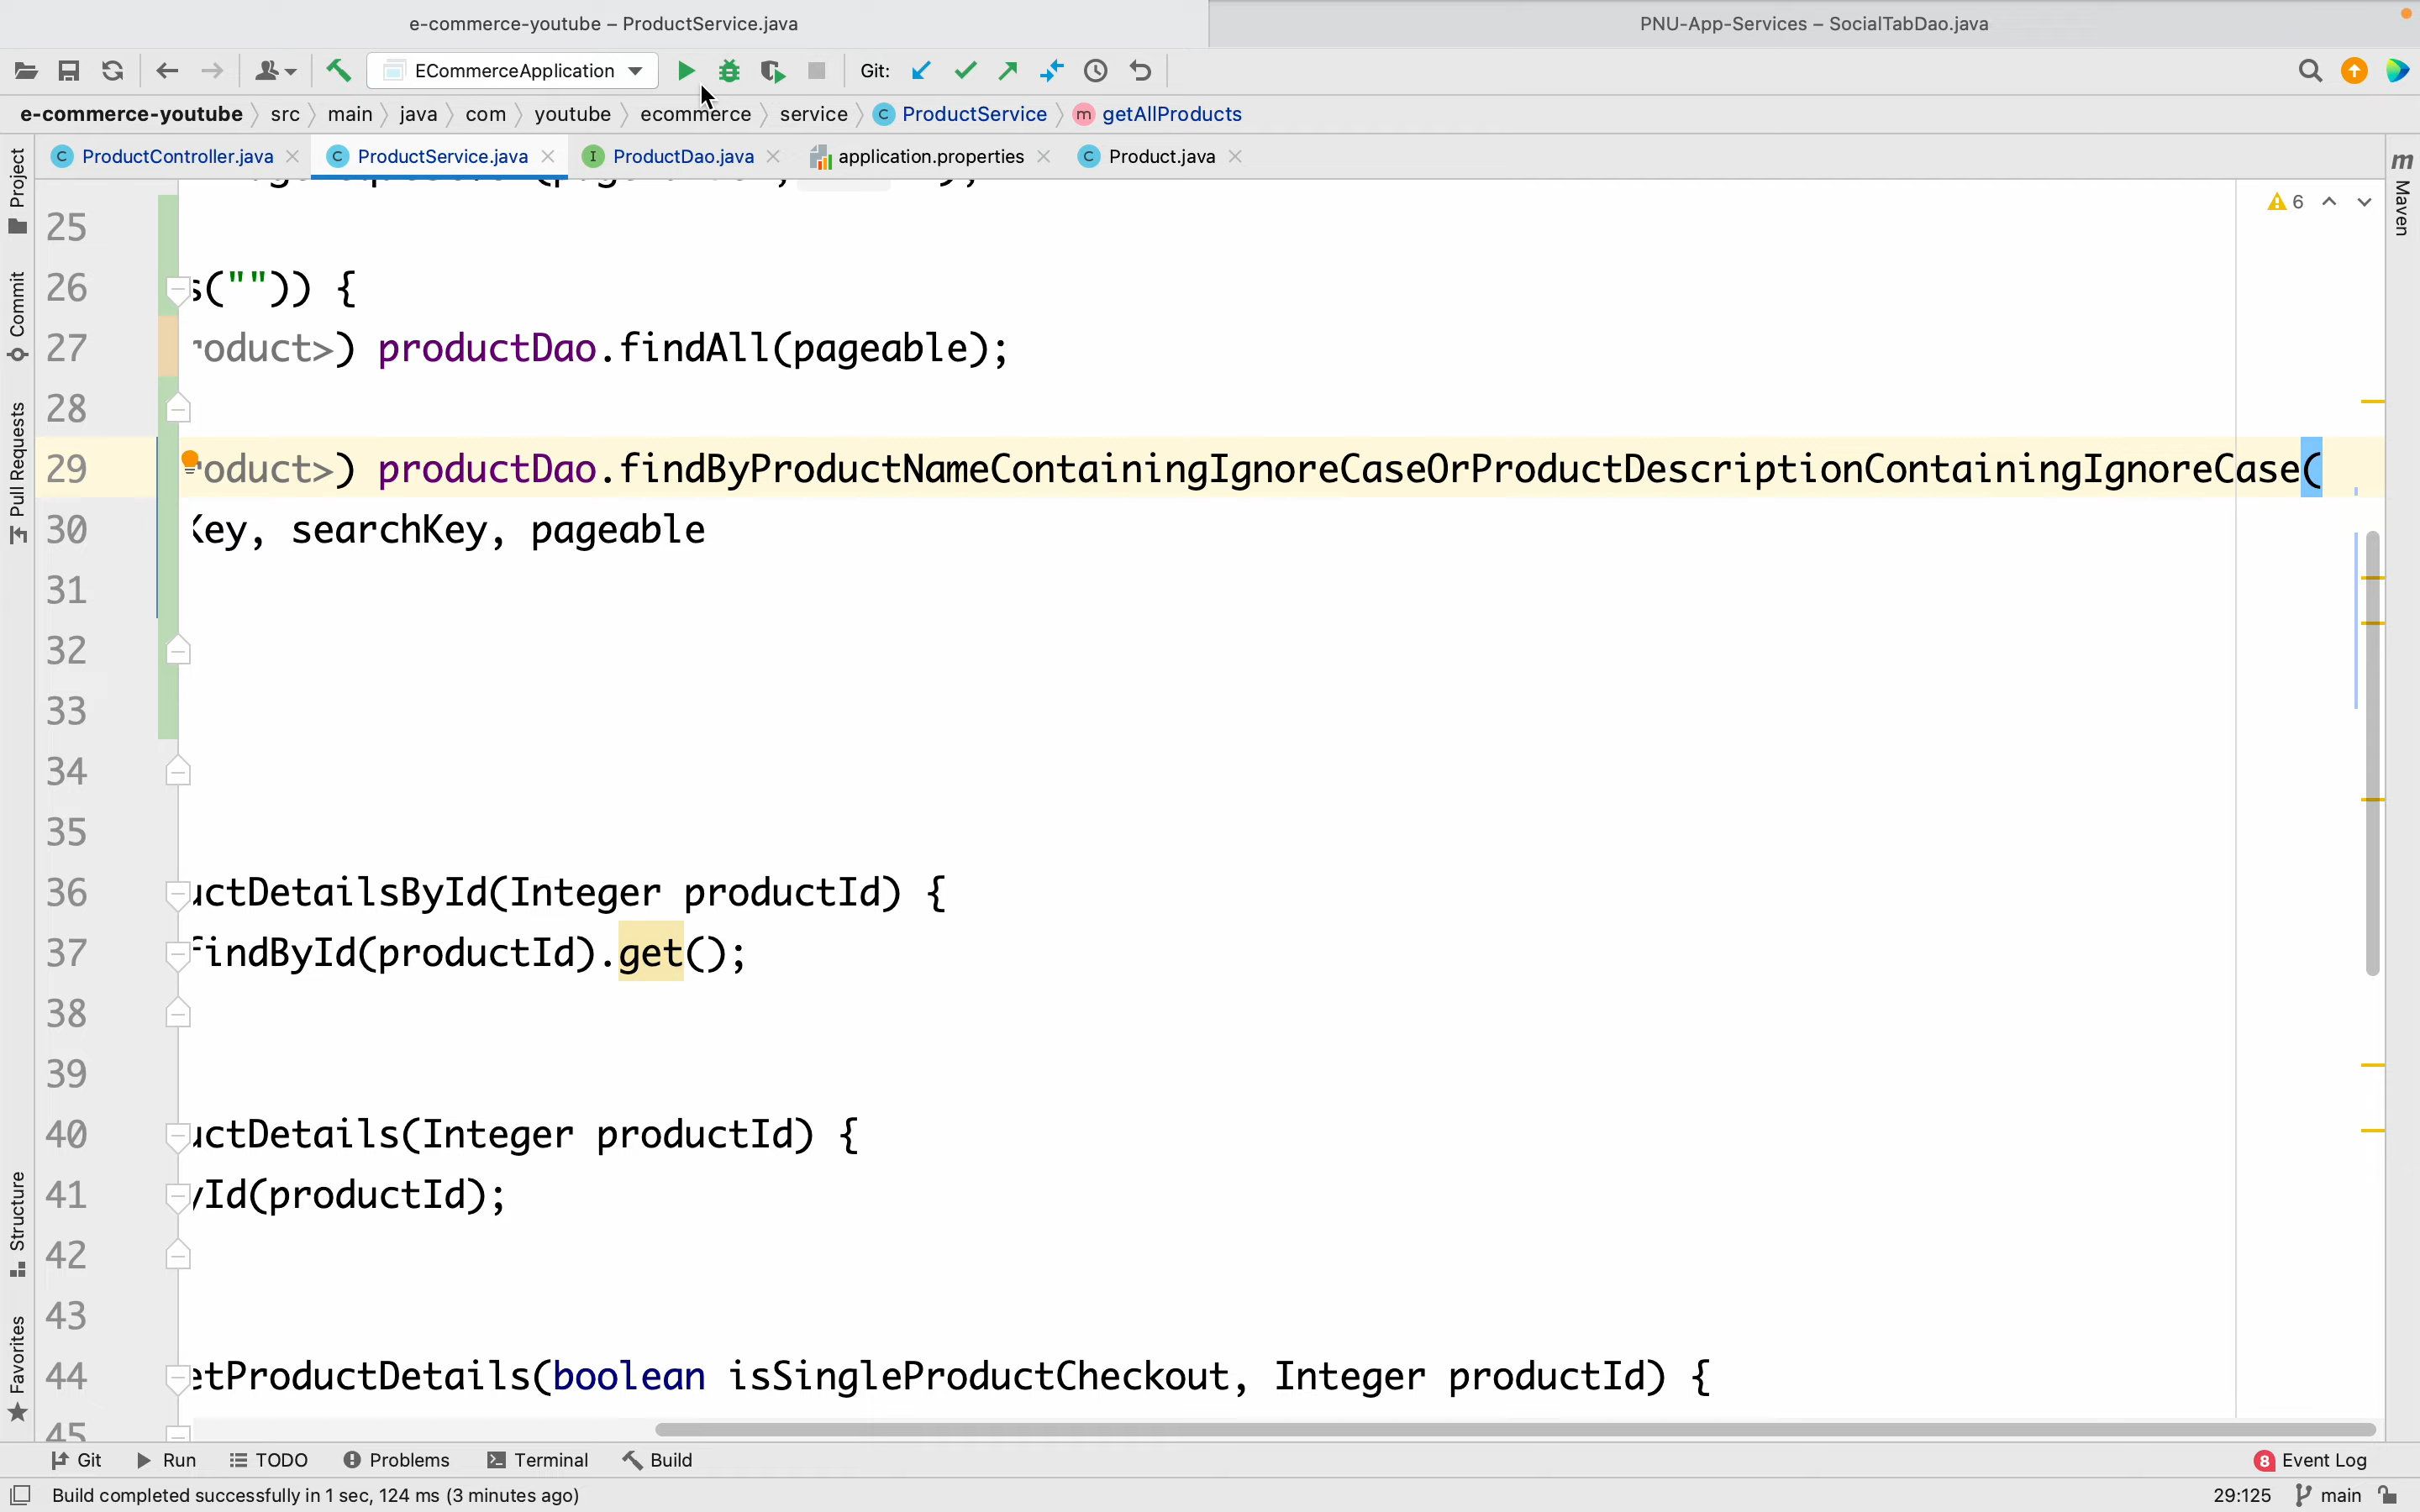 e-commerce-youtube – ProductService.java
PNU-App-Services – SocialTabDao.java
ECommerceApplication
Git:
e-commerce-youtube src main java com youtube ecommerce service C ProductService m getAllProducts
C ProductController.java C ProductService.java I ProductDao.java application.properties C Product.java
Project
Commit
Pull Requests
Structure
Favorites
m Maven
6
25
26 s("")) {
27 roduct>) productDao.findAll(pageable);
28
29 roduct>) productDao.findByProductNameContainingIgnoreCaseOrProductDescriptionContainingIgnoreCase(
30 Key, searchKey, pageable
31
32
33
34
35
36 uctDetailsById(Integer productId) {
37 findById(productId).get();
38
39
40 uctDetails(Integer productId) {
41 yId(productId);
42
43
44 etProductDetails(boolean isSingleProductCheckout, Integer productId) {
45
Git Run TODO Problems Terminal Build 8 Event Log
Build completed successfully in 1 sec, 124 ms (3 minutes ago) 29:125 main